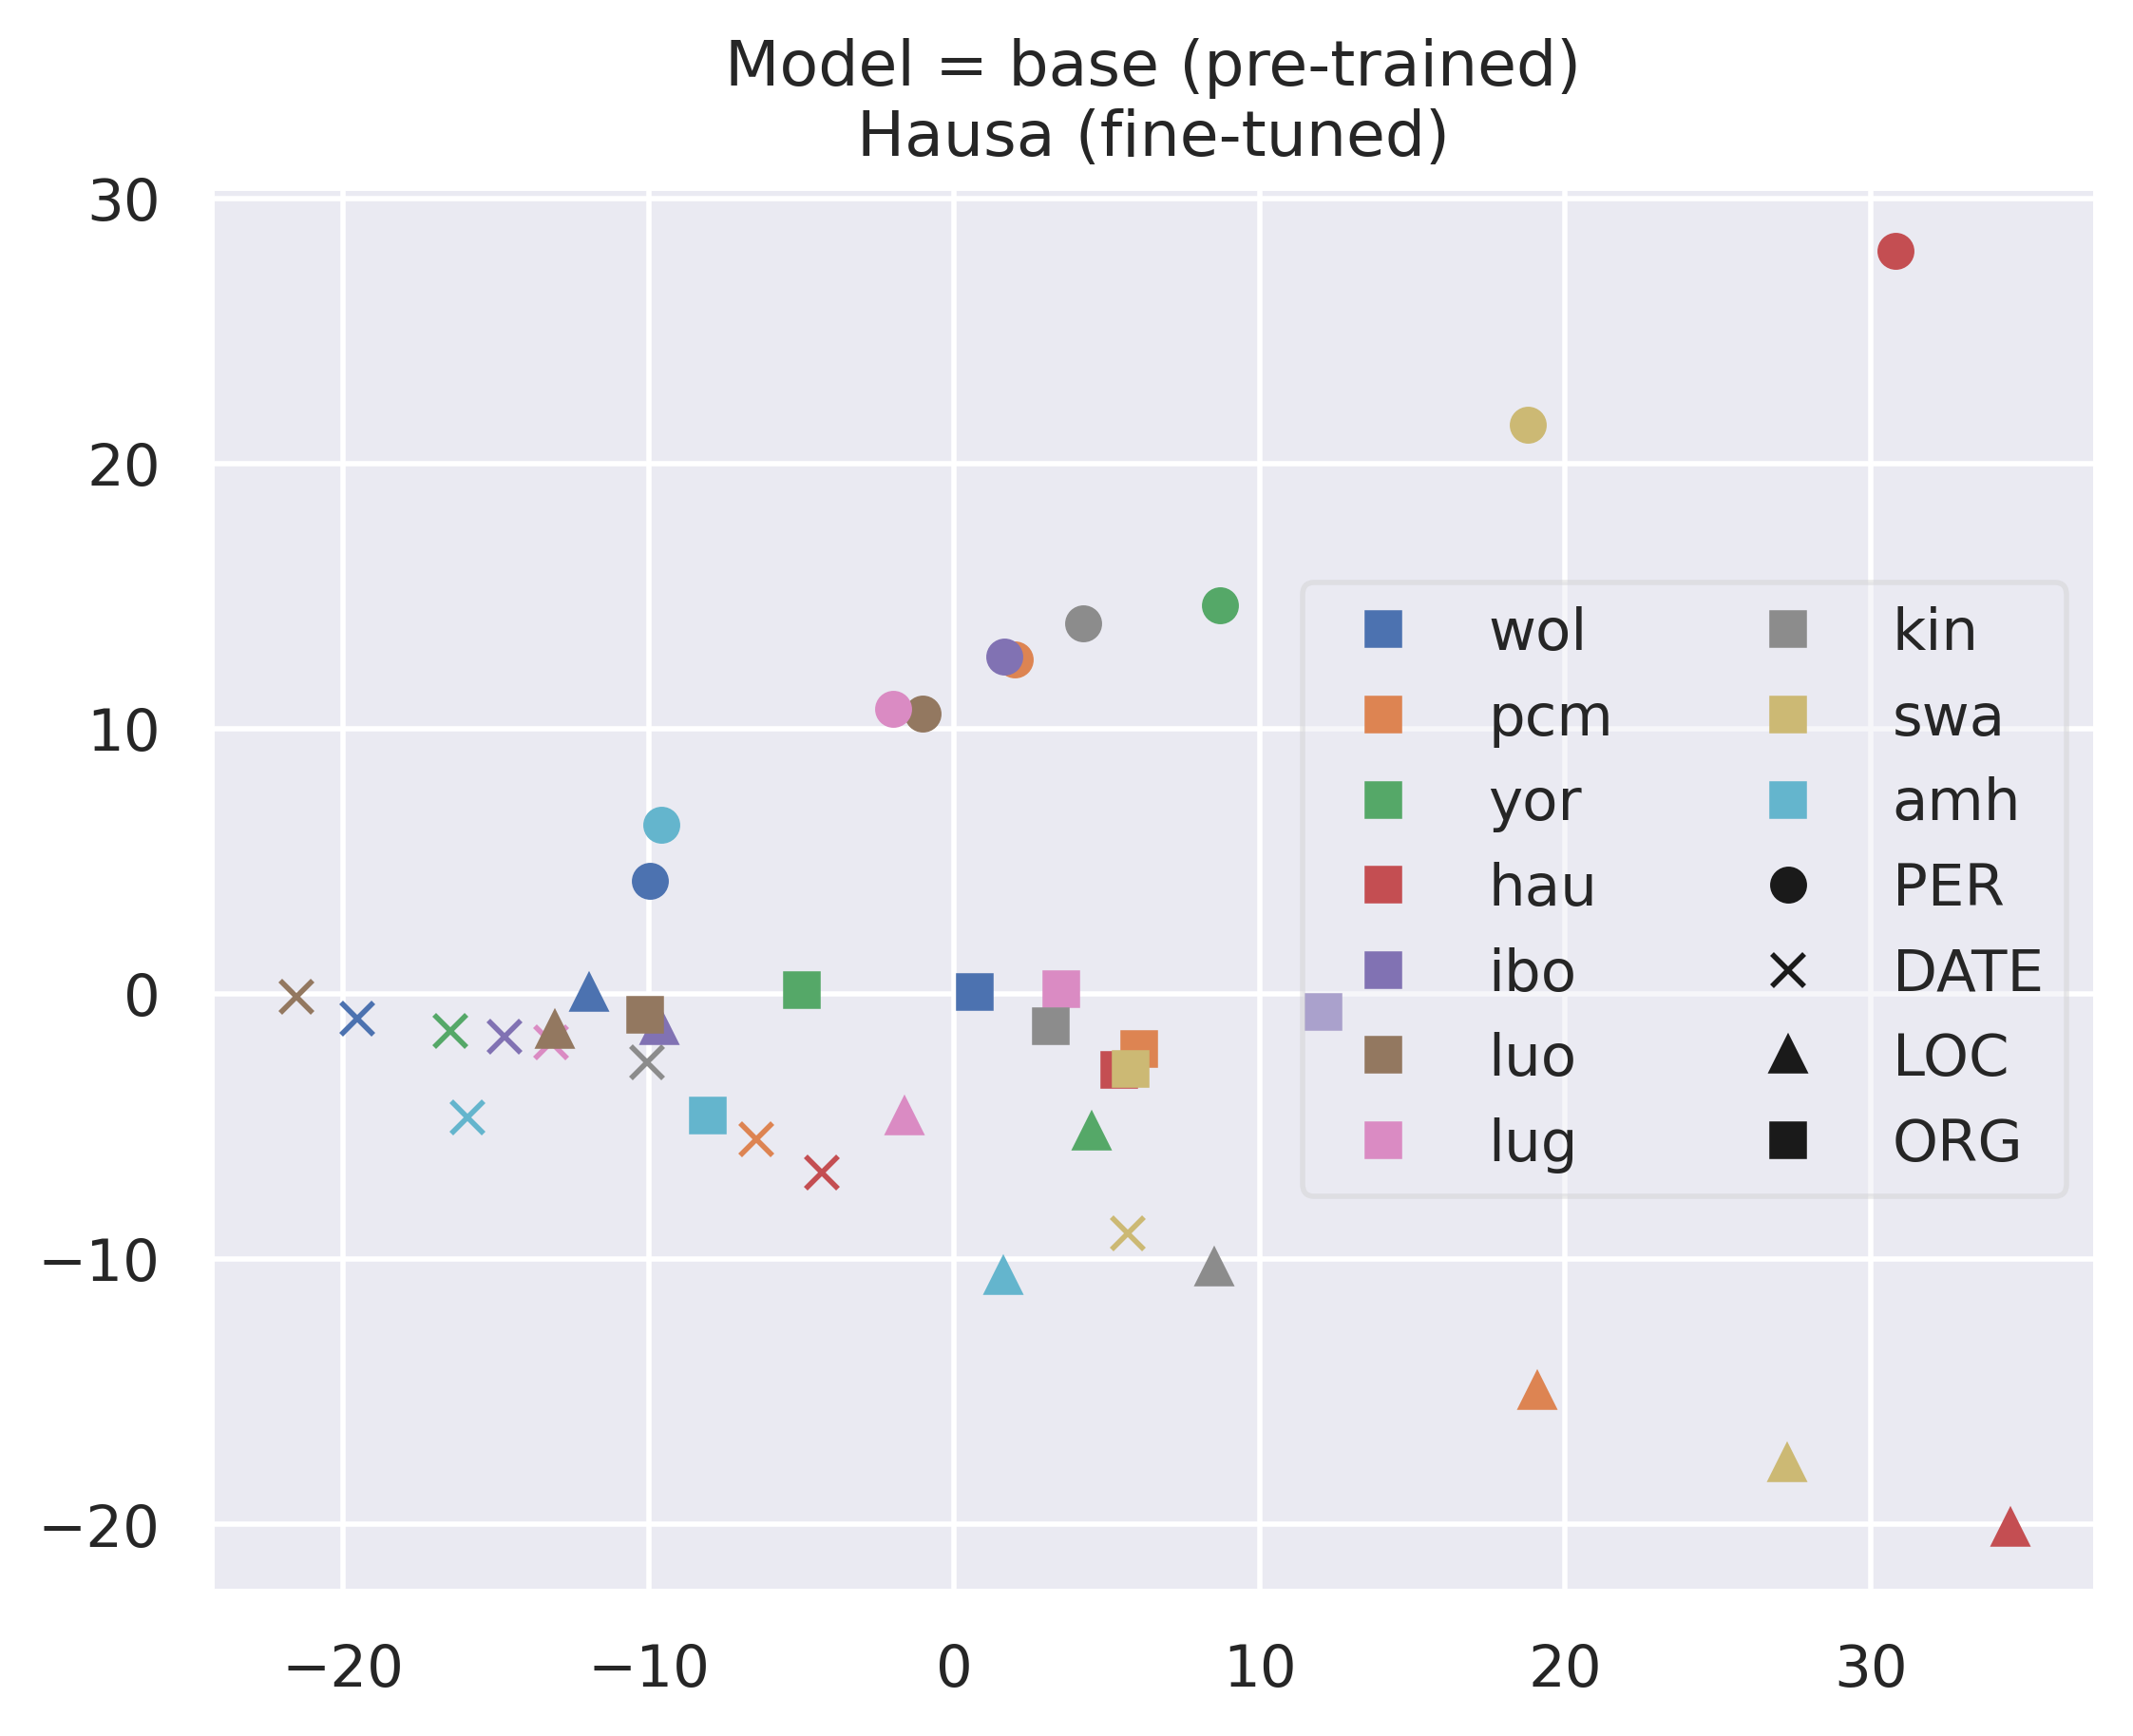 Model = base (pre-trained)
Hausa (fine-tuned)
30
20
10
0
−10
−20
wol
pcm
yor
hau
ibo
luo
lug
kin
swa
amh
PER
DATE
LOC
ORG
−20 −10 0 10 20 30